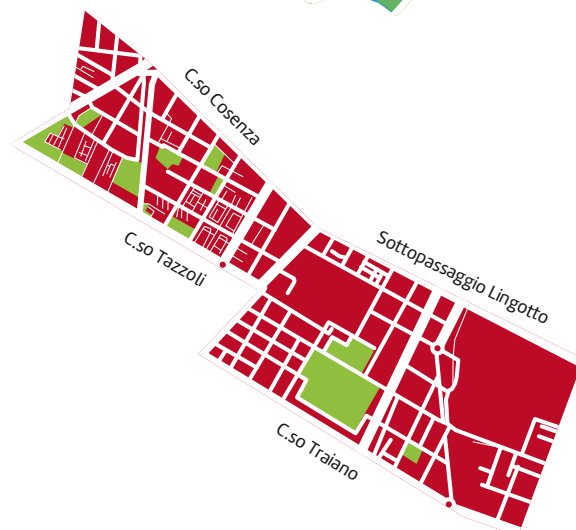 C.so Cosenza
Sottopassaggio Lingotto
C.so Tazzoli
C.so Traiano